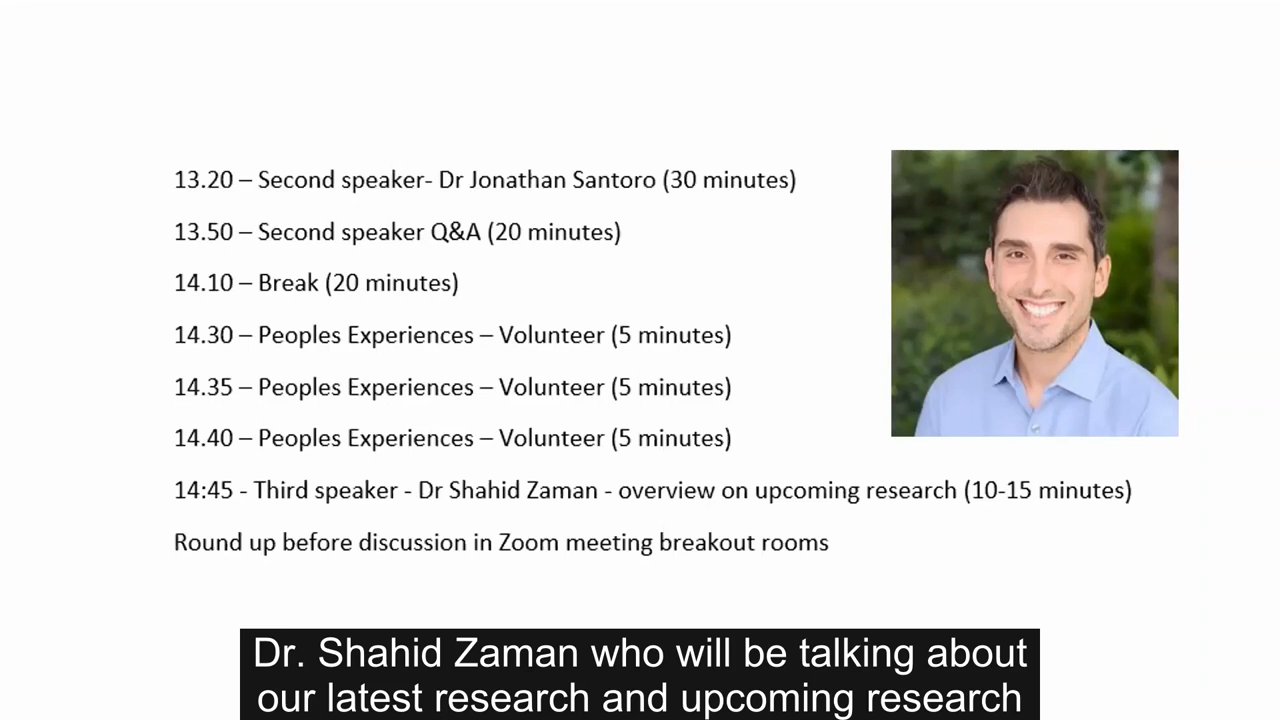 13.20 – Second speaker- Dr Jonathan Santoro (30 minutes)
13.50 – Second speaker Q&A (20 minutes)
14.10 – Break (20 minutes)
14.30 – Peoples Experiences – Volunteer (5 minutes)
14.35 – Peoples Experiences – Volunteer (5 minutes)
14.40 – Peoples Experiences – Volunteer (5 minutes)
14:45 - Third speaker - Dr Shahid Zaman - overview on upcoming research (10-15 minutes)
Round up before discussion in Zoom meeting breakout rooms
Dr. Shahid Zaman who will be talking about
our latest research and upcoming research